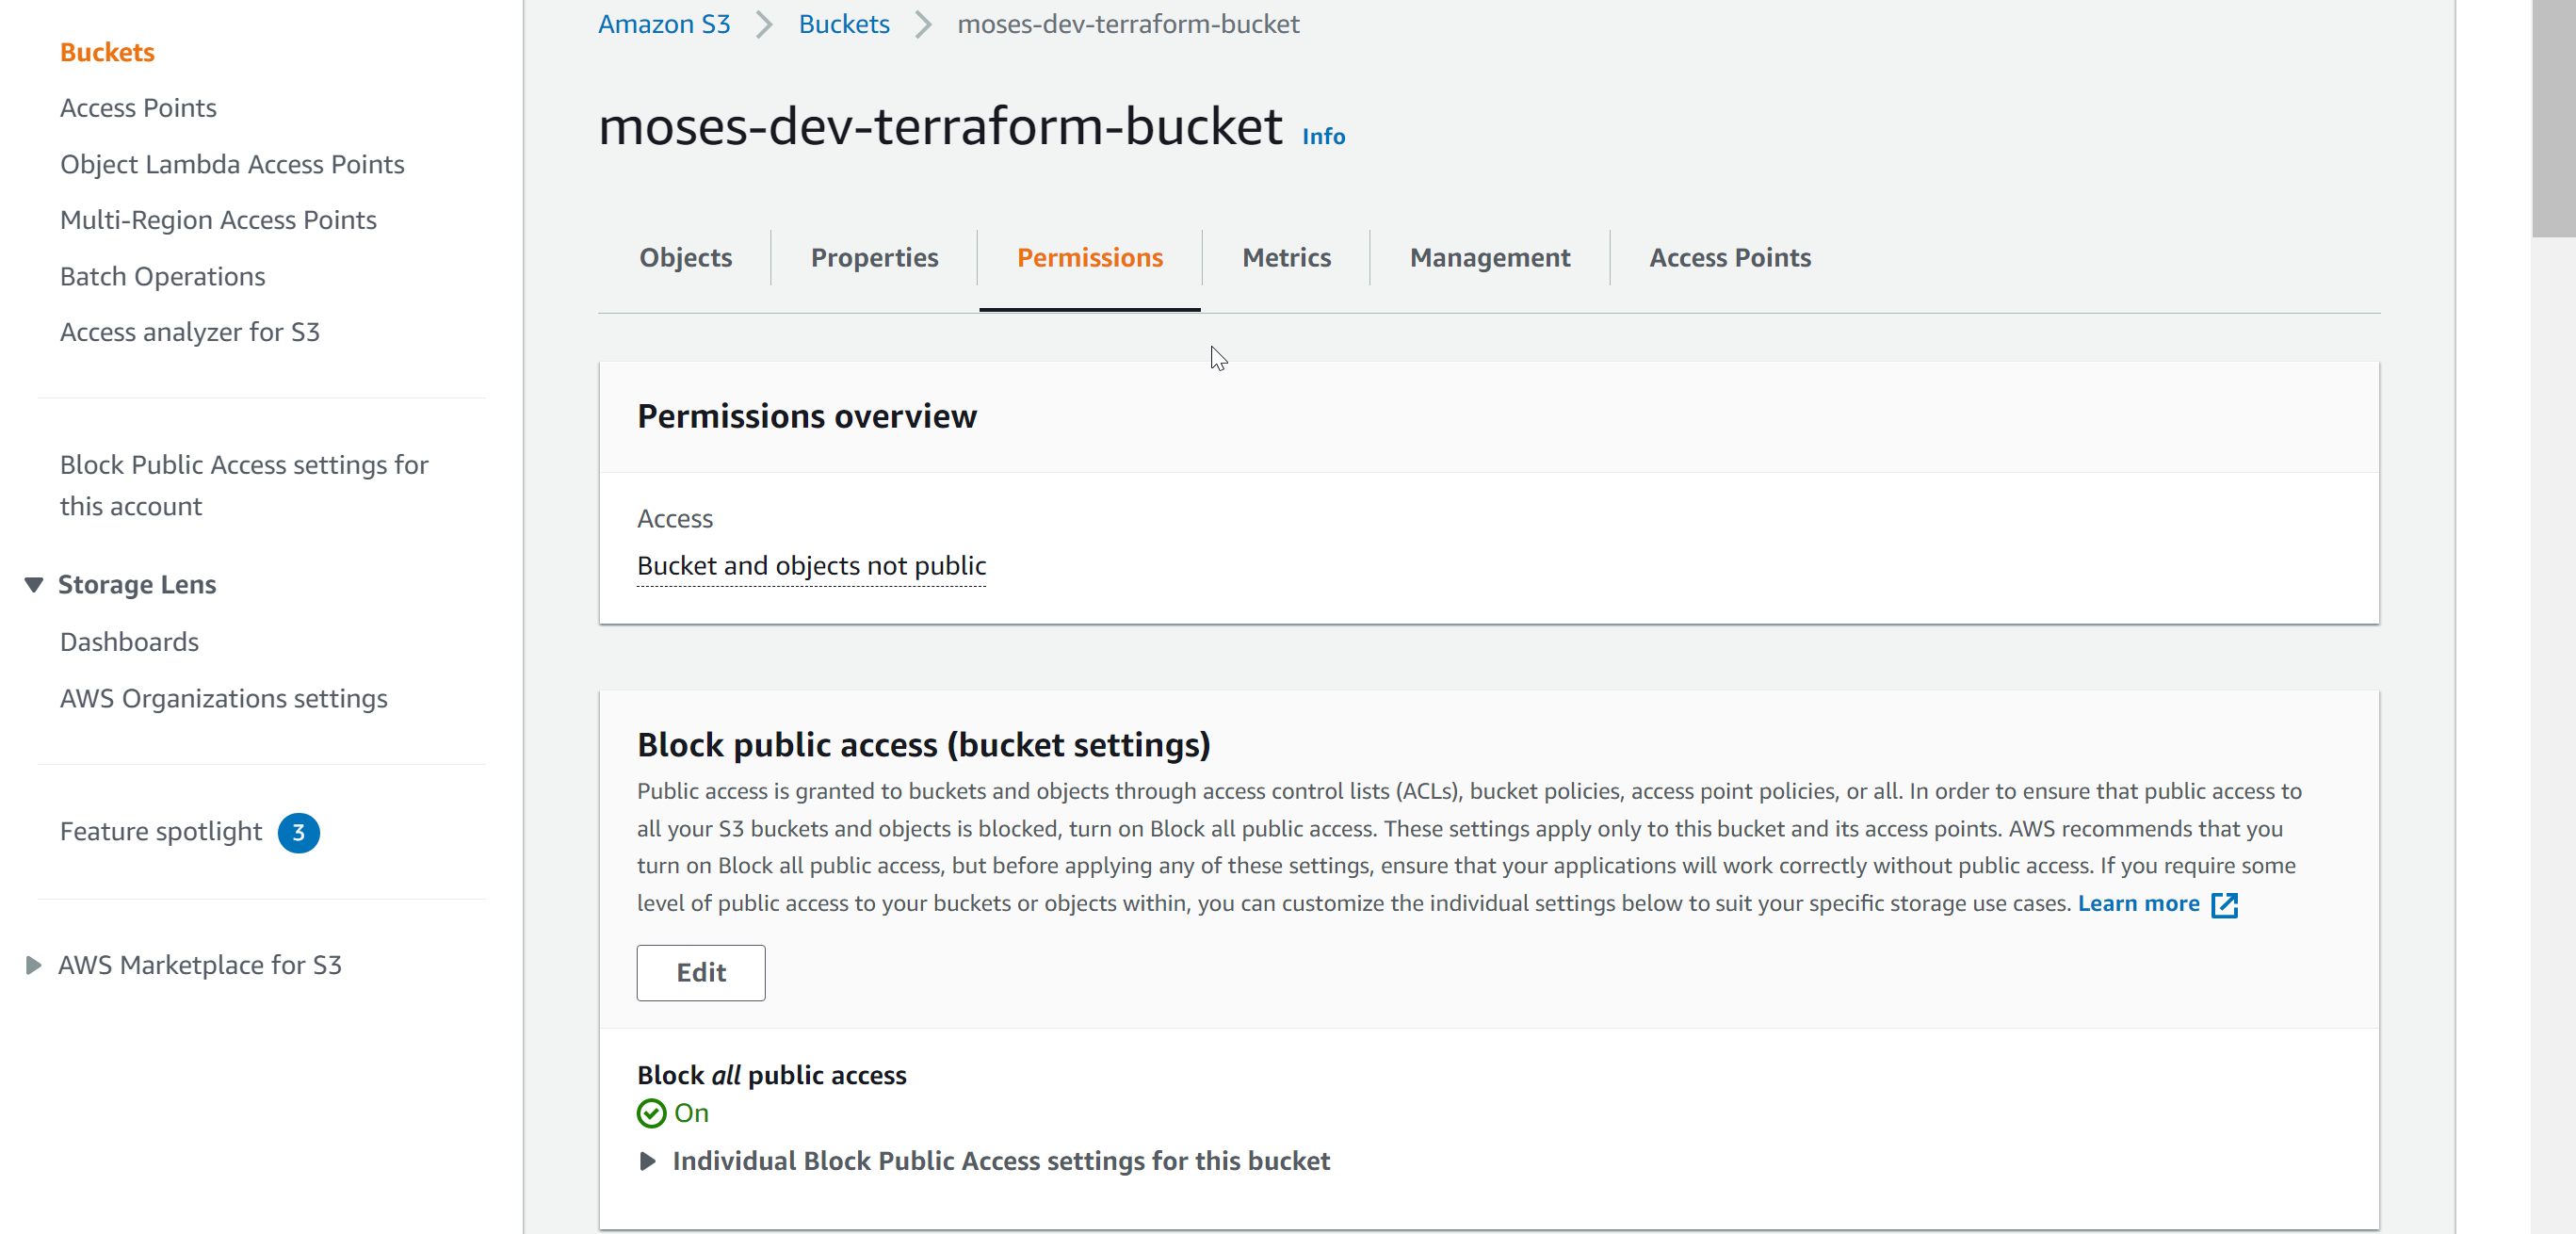 Buckets
Access Points
Object Lambda Access Points
Multi-Region Access Points
Batch Operations
Access analyzer for S3
Block Public Access settings for
this account
Storage Lens
Dashboards
AWS Organizations settings
Feature spotlight 3
AWS Marketplace for S3
Amazon S3 Buckets moses-dev-terraform-bucket
moses-dev-terraform-bucket Info
Objects Properties Permissions Metrics Management Access Points
Permissions overview
Access
Bucket and objects not public
Block public access (bucket settings)
Public access is granted to buckets and objects through access control lists (ACLs), bucket policies, access point policies, or all. In order to ensure that public access to
all your S3 buckets and objects is blocked, turn on Block all public access. These settings apply only to this bucket and its access points. AWS recommends that you
turn on Block all public access, but before applying any of these settings, ensure that your applications will work correctly without public access. If you require some
level of public access to your buckets or objects within, you can customize the individual settings below to suit your specific storage use cases. Learn more
Edit
Block all public access
On
Individual Block Public Access settings for this bucket